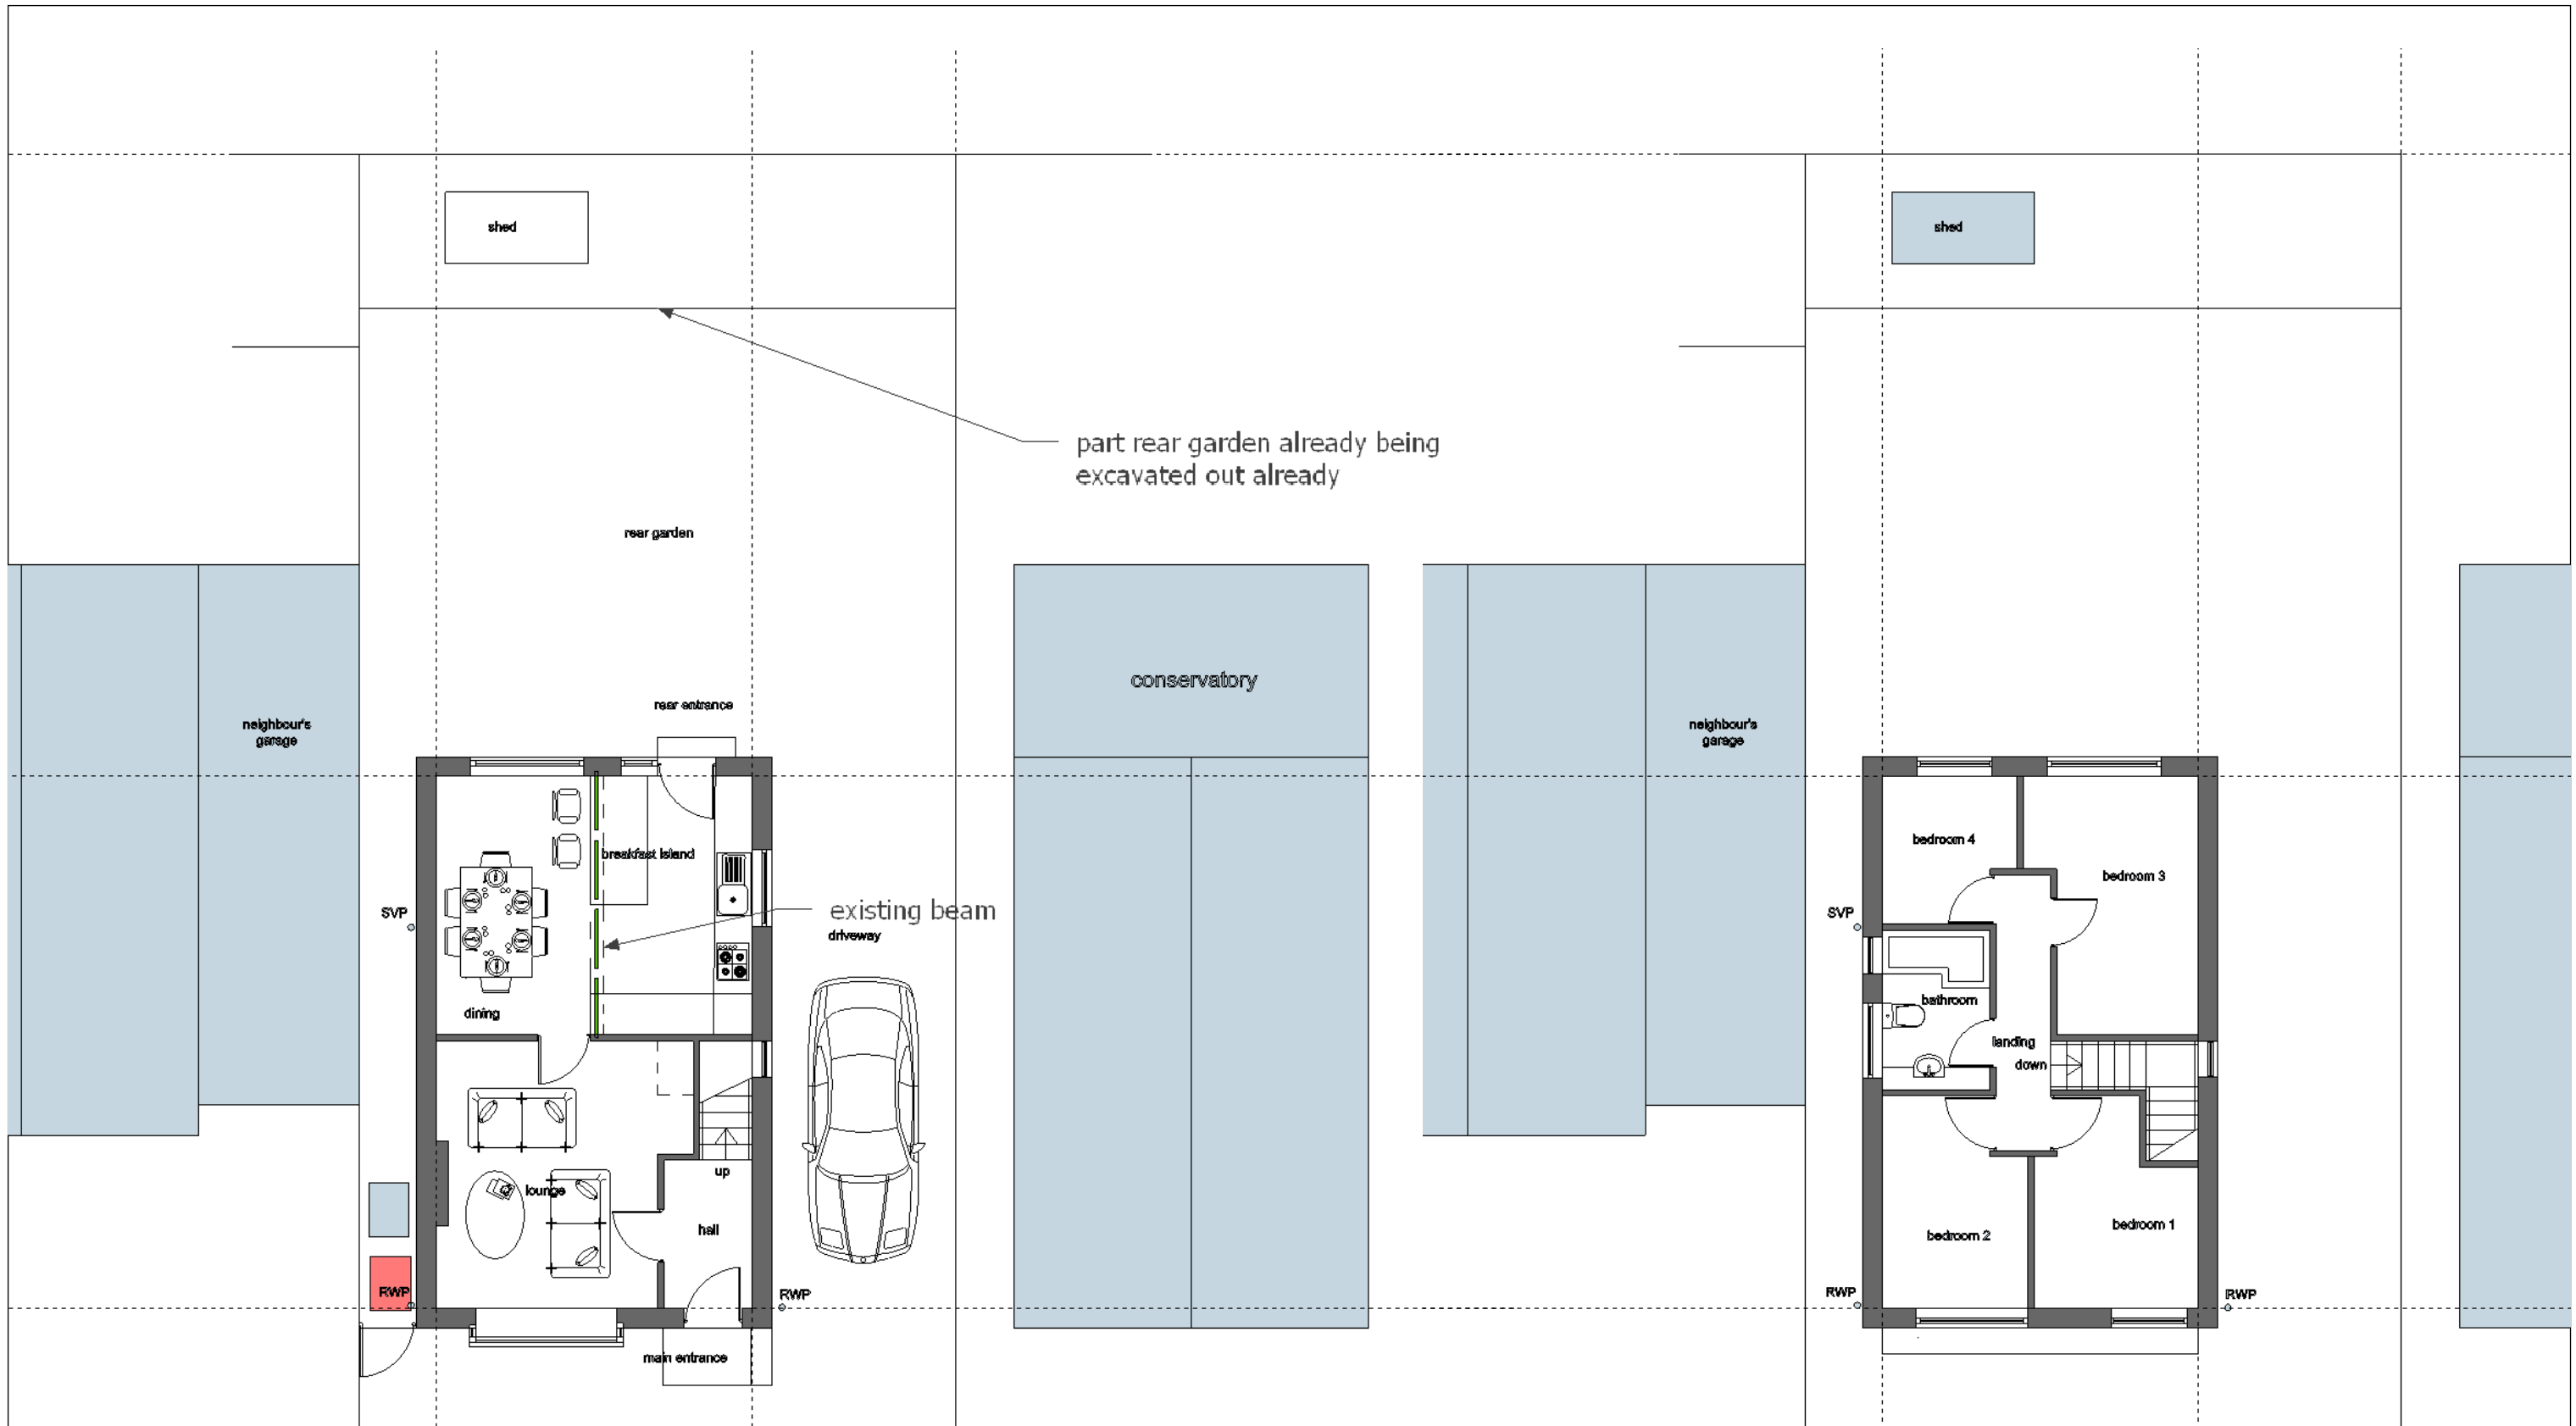 shed
shed
part rear garden already being
excavated out already
rear garden
conservatory
rear entrance
neighbour's
garage
neighbour's
garage
breakfast island
existing beam
driveway
SVP
dining
lounge
up
hall
RWP
RWP
main entrance
bedroom 4
bedroom 3
SVP
bathroom
landing
down
bedroom 2
bedroom 1
RWP
RWP